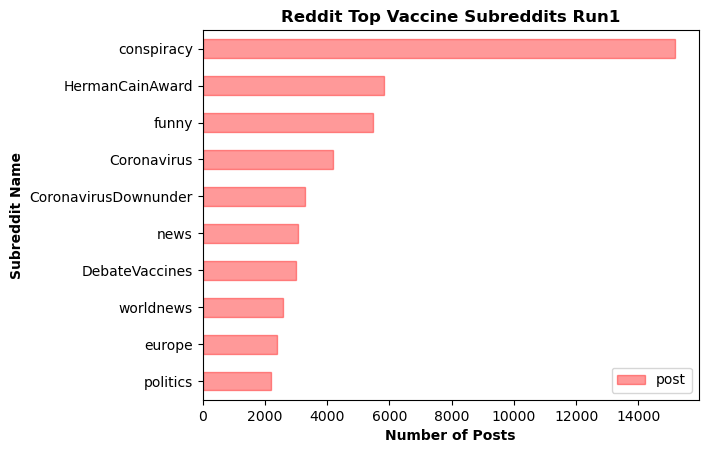 Reddit Top Vaccine Subreddits Run1
Subreddit Name
conspiracy
HermanCainAward
funny
Coronavirus
CoronavirusDownunder
news
DebateVaccines
worldnews
europe
politics
post
0 2000 4000 6000 8000 10000 12000 14000
Number of Posts